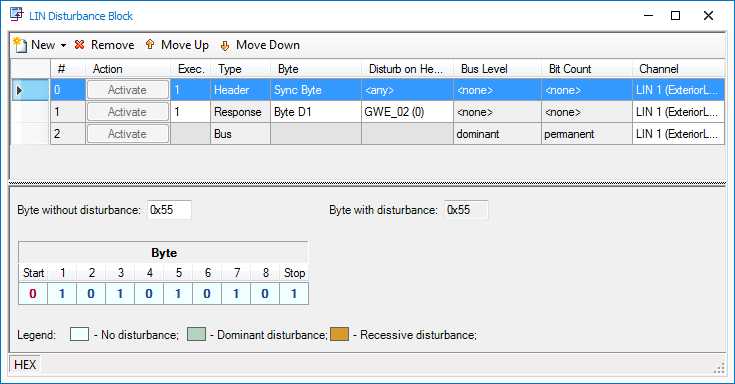 LIN Disturbance Block
New Remove Move Up Move Down
# Action Exec. Type Byte Disturb on He... Bus Level Bit Count Channel
0 Activate 1 Header Sync Byte <any> <none> <none> LIN 1 (ExteriorL...
1 Activate 1 Response Byte D1 GWE_02 (0) <none> <none> LIN 1 (ExteriorL...
2 Activate Bus dominant permanent LIN 1 (ExteriorL...
Byte without disturbance: 0x55 Byte with disturbance: 0x55
Byte
Start 1 2 3 4 5 6 7 8 Stop
0 1 0 1 0 1 0 1 0 1
Legend: - No disturbance; - Dominant disturbance; - Recessive disturbance;
HEX